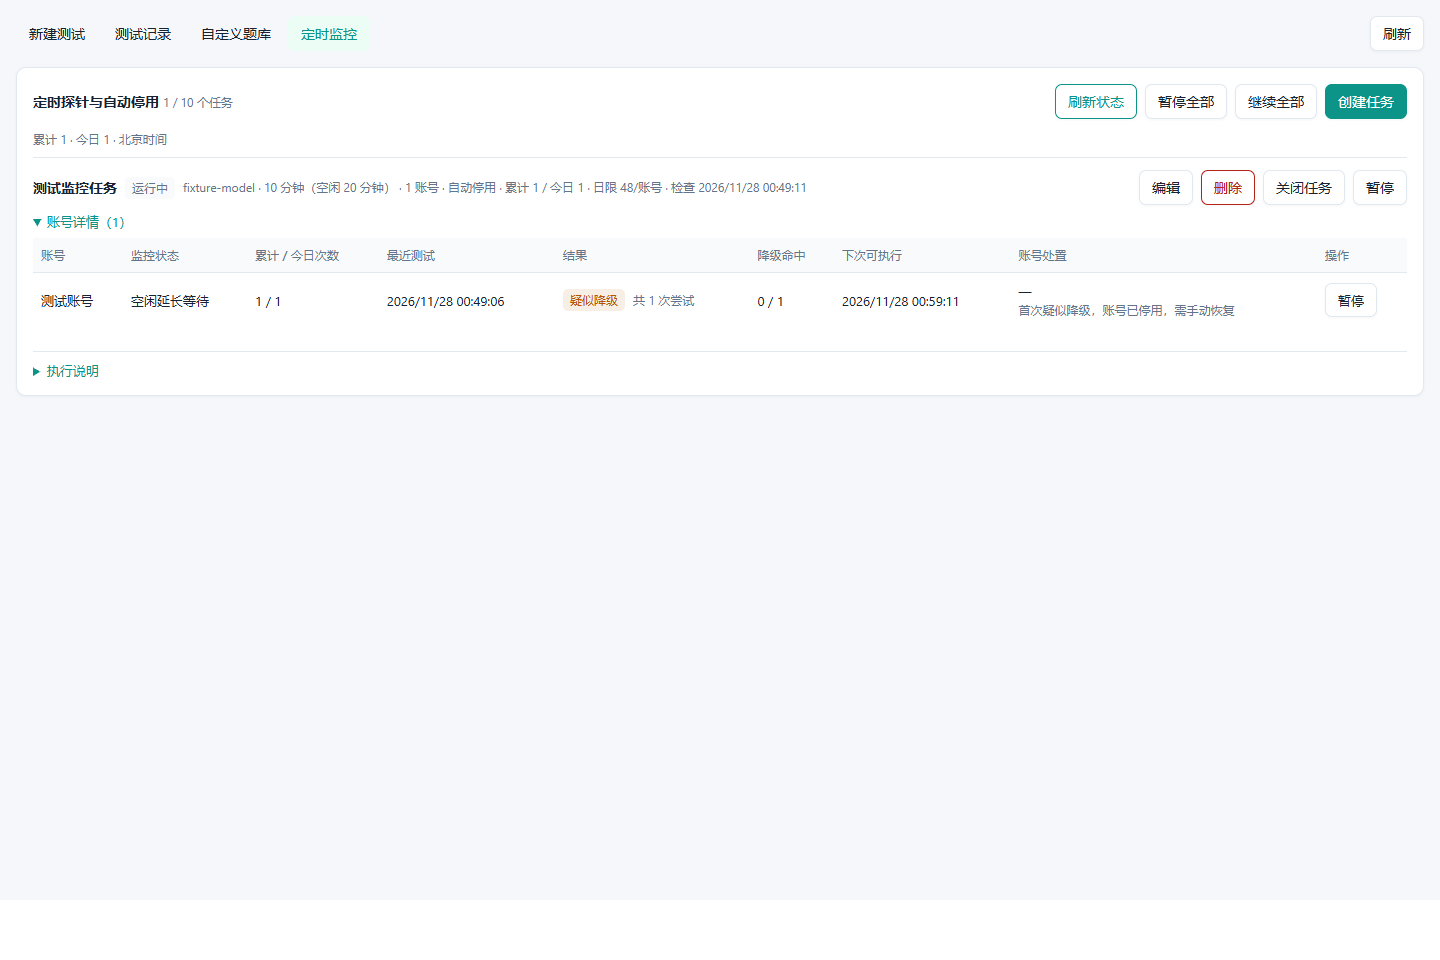 新建测试 测试记录 自定义题库 定时监控 刷新
定时探针与自动停用 1 / 10 个任务 刷新状态 暂停全部 继续全部 创建任务
累计 1 · 今日 1 · 北京时间
测试监控任务 运行中 fixture-model · 10 分钟（空闲 20 分钟） · 1 账号 · 自动停用 · 累计 1 / 今日 1 · 日限 48/账号 · 检查 2026/11/28 00:49:11 编辑 删除 关闭任务 暂停
▼ 账号详情（1）
账号 监控状态 累计 / 今日次数 最近测试 结果 降级命中 下次可执行 账号处置 操作
测试账号 空闲延长等待 1 / 1 2026/11/28 00:49:06 疑似降级 共 1 次尝试 0 / 1 2026/11/28 00:59:11 — 暂停
首次疑似降级，账号已停用，需手动恢复
▶ 执行说明